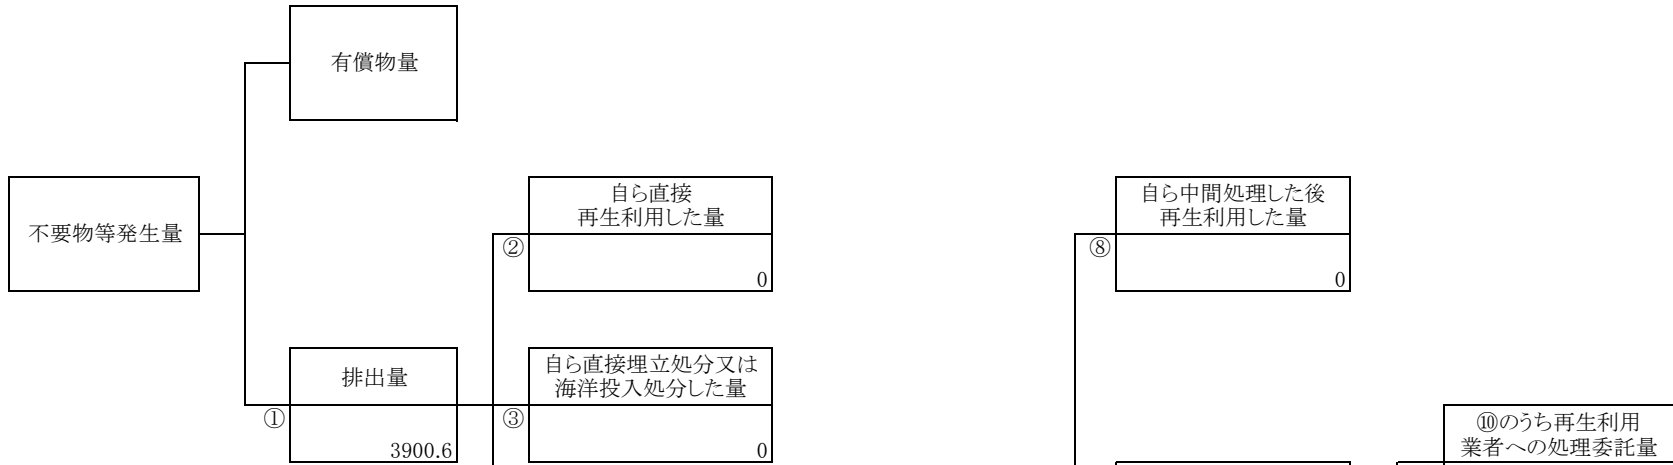 有償物量
不要物等発生量
自ら直接
再生利用した量
②
0
自ら中間処理した後
再生利用した量
⑧
0
排出量
①
3900.6
自ら直接埋立処分又は
海洋投入処分した量
③
0
⑩のうち再生利用
業者への処理委託量